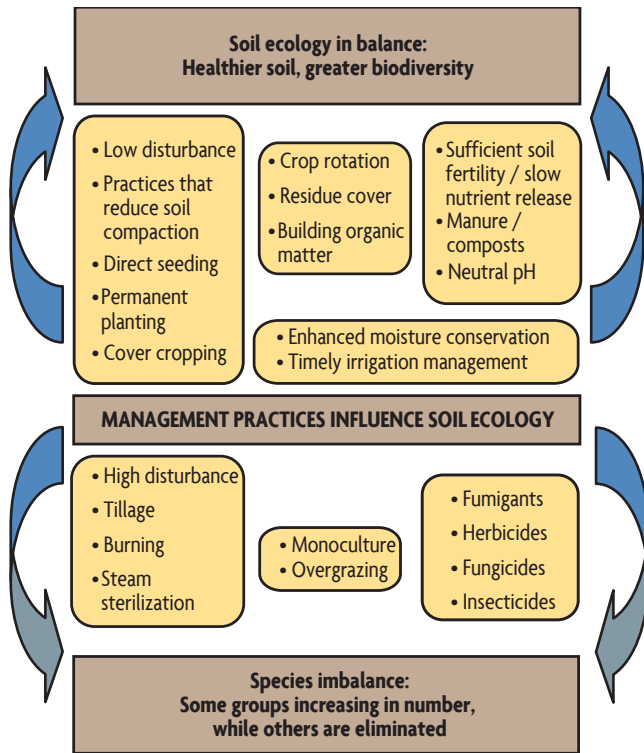 Soil ecology in balance:
Healthier soil, greater biodiversity
• Low disturbance
• Practices that
reduce soil
compaction
• Direct seeding
• Permanent
planting
• Cover cropping
• Crop rotation
• Residue cover
• Building organic
matter
• Sufficient soil
fertility / slow
nutrient release
• Manure /
composts
• Neutral pH
• Enhanced moisture conservation
• Timely irrigation management
MANAGEMENT PRACTICES INFLUENCE SOIL ECOLOGY
• High disturbance
• Tillage
• Burning
• Steam
sterilization
• Monoculture
• Overgrazing
• Fumigants
• Herbicides
• Fungicides
• Insecticides
Species imbalance:
Some groups increasing in number,
while others are eliminated